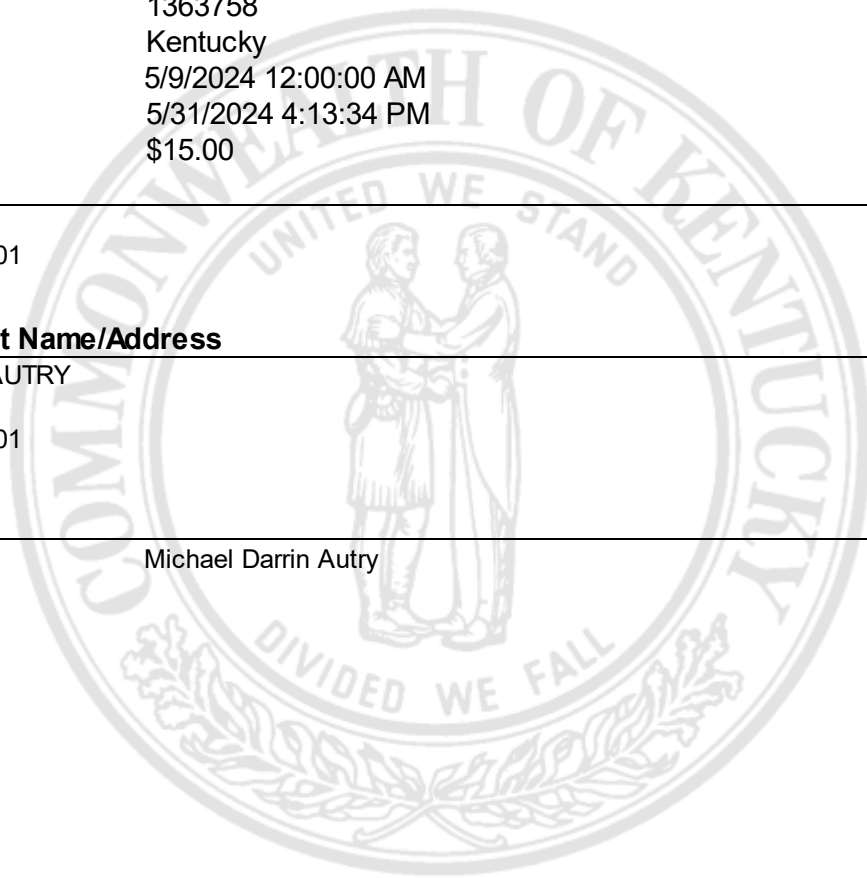 1363758
Kentucky
5/9/2024 12:00:00 AM
5/31/2024 4:13:34 PM
$15.00
01
t Name/Address
AUTRY
01
Michael Darrin Autry
COMMONWEALTH OF KENTUCKY
UNITED WE STAND
DIVIDED WE FALL